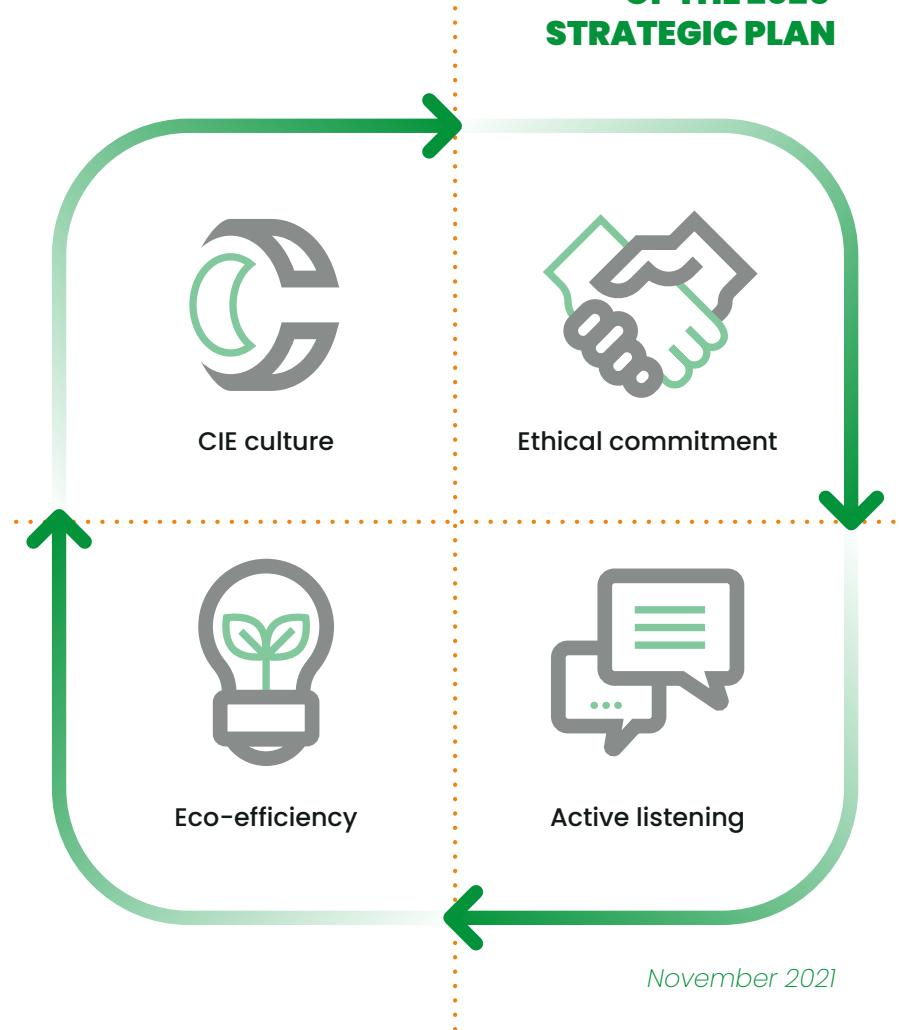 STRATEGIC PLAN
CIE culture
Ethical commitment
Eco-efficiency
Active listening
November 2021